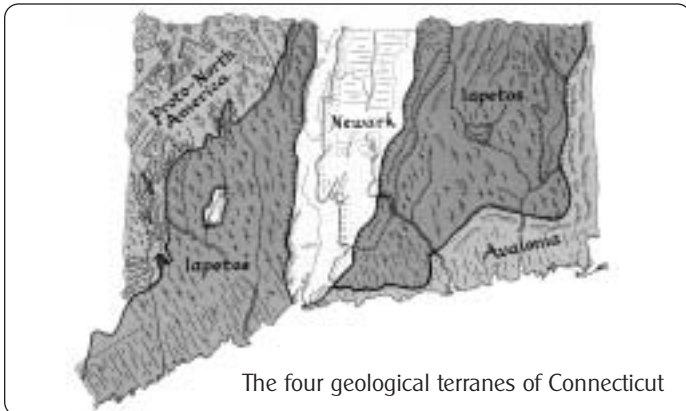 Proto-North
America
Iapetos
Newark
Iapetos
Avalonia
The four geological terranes of Connecticut